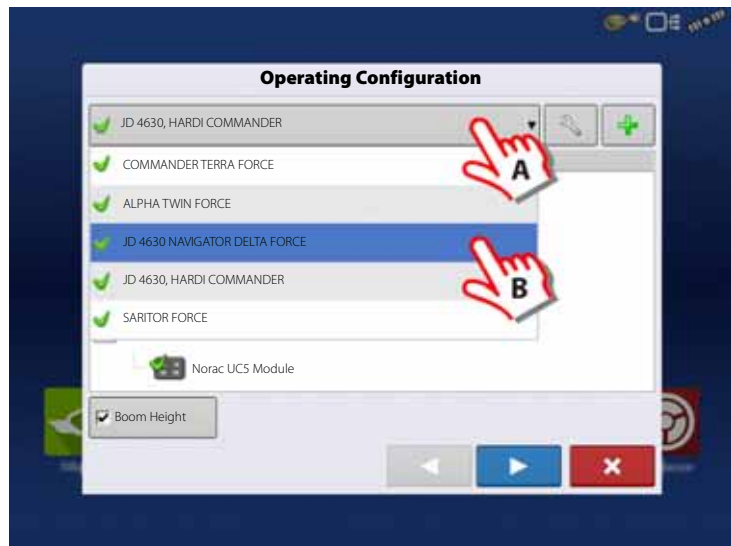 Operating Configuration
JD 4630, HARDI COMMANDER
A
COMMANDER TERRA FORCE
ALPHA TWIN FORCE
JD 4630 NAVIGATOR DELTA FORCE
B
JD 4630, HARDI COMMANDER
SARITOR FORCE
Norac UC5 Module
Boom Height